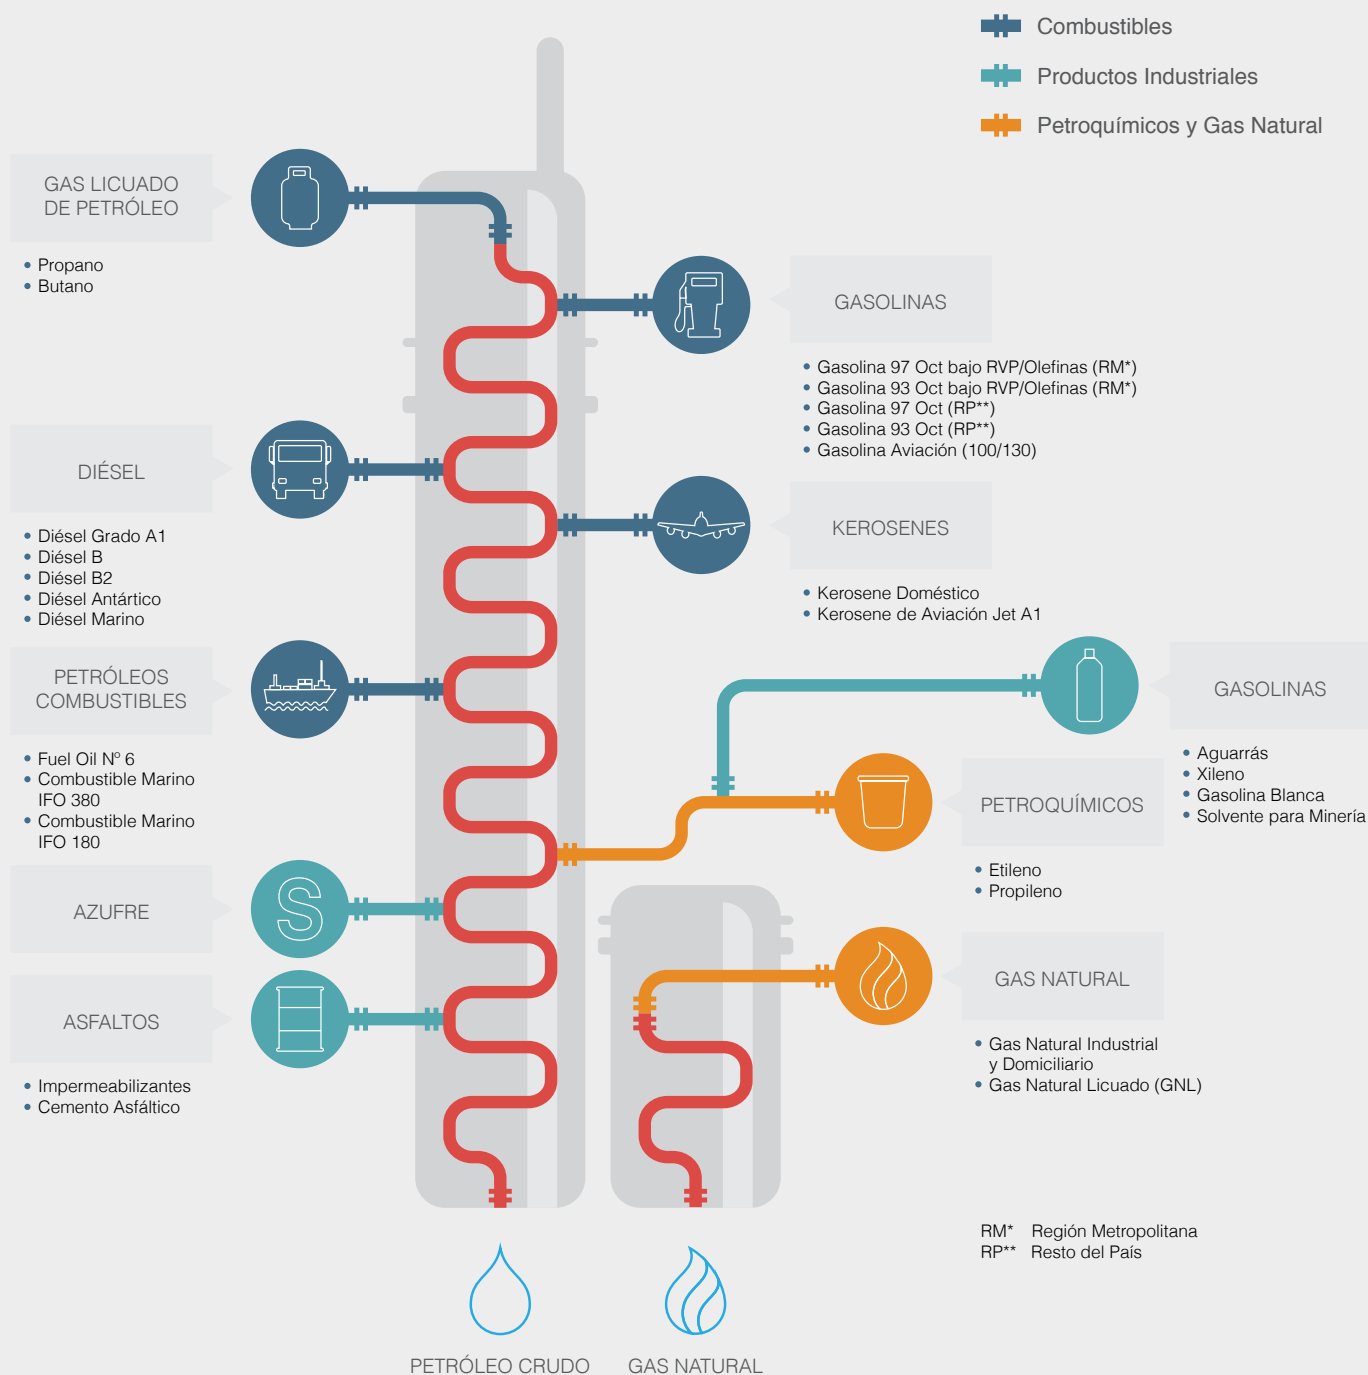 Combustibles
Productos Industriales
Petroquímicos y Gas Natural
GAS LICUADO
DE PETRÓLEO
• Propano
• Butano
GASOLINAS
• Gasolina 97 Oct bajo RVP/Olefinas (RM*)
• Gasolina 93 Oct bajo RVP/Olefinas (RM*)
• Gasolina 97 Oct (RP**)
• Gasolina 93 Oct (RP**)
• Gasolina Aviación (100/130)
DIÉSEL
• Diésel Grado A1
• Diésel B
• Diésel B2
• Diésel Antártico
• Diésel Marino
KEROSENES
• Kerosene Doméstico
• Kerosene de Aviación Jet A1
PETRÓLEOS
COMBUSTIBLES
• Fuel Oil Nº 6
• Combustible Marino
IFO 380
• Combustible Marino
IFO 180
GASOLINAS
• Aguarrás
• Xileno
• Gasolina Blanca
• Solvente para Minería
PETROQUÍMICOS
• Etileno
• Propileno
AZUFRE
S
GAS NATURAL
• Gas Natural Industrial
y Domiciliario
• Gas Natural Licuado (GNL)
ASFALTOS
• Impermeabilizantes
• Cemento Asfáltico
RM* Región Metropolitana
RP** Resto del País
PETRÓLEO CRUDO
GAS NATURAL